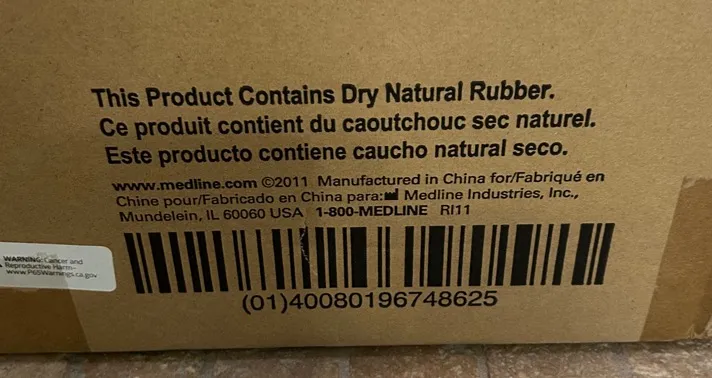 This Product Contains Dry Natural Rubber.
Ce produit contient du caoutchouc sec naturel.
Este producto contiene caucho natural seco.
www.medline.com ©2011 Manufactured in China for/Fabriqué en
Chine pour/Fabricado en China para: Medline Industries, Inc.,
Mundelein, IL 60060 USA 1-800-MEDLINE RI11
(01)40080196748625
WARNING: Cancer and
Reproductive Harm-
www.P65Warnings.ca.gov